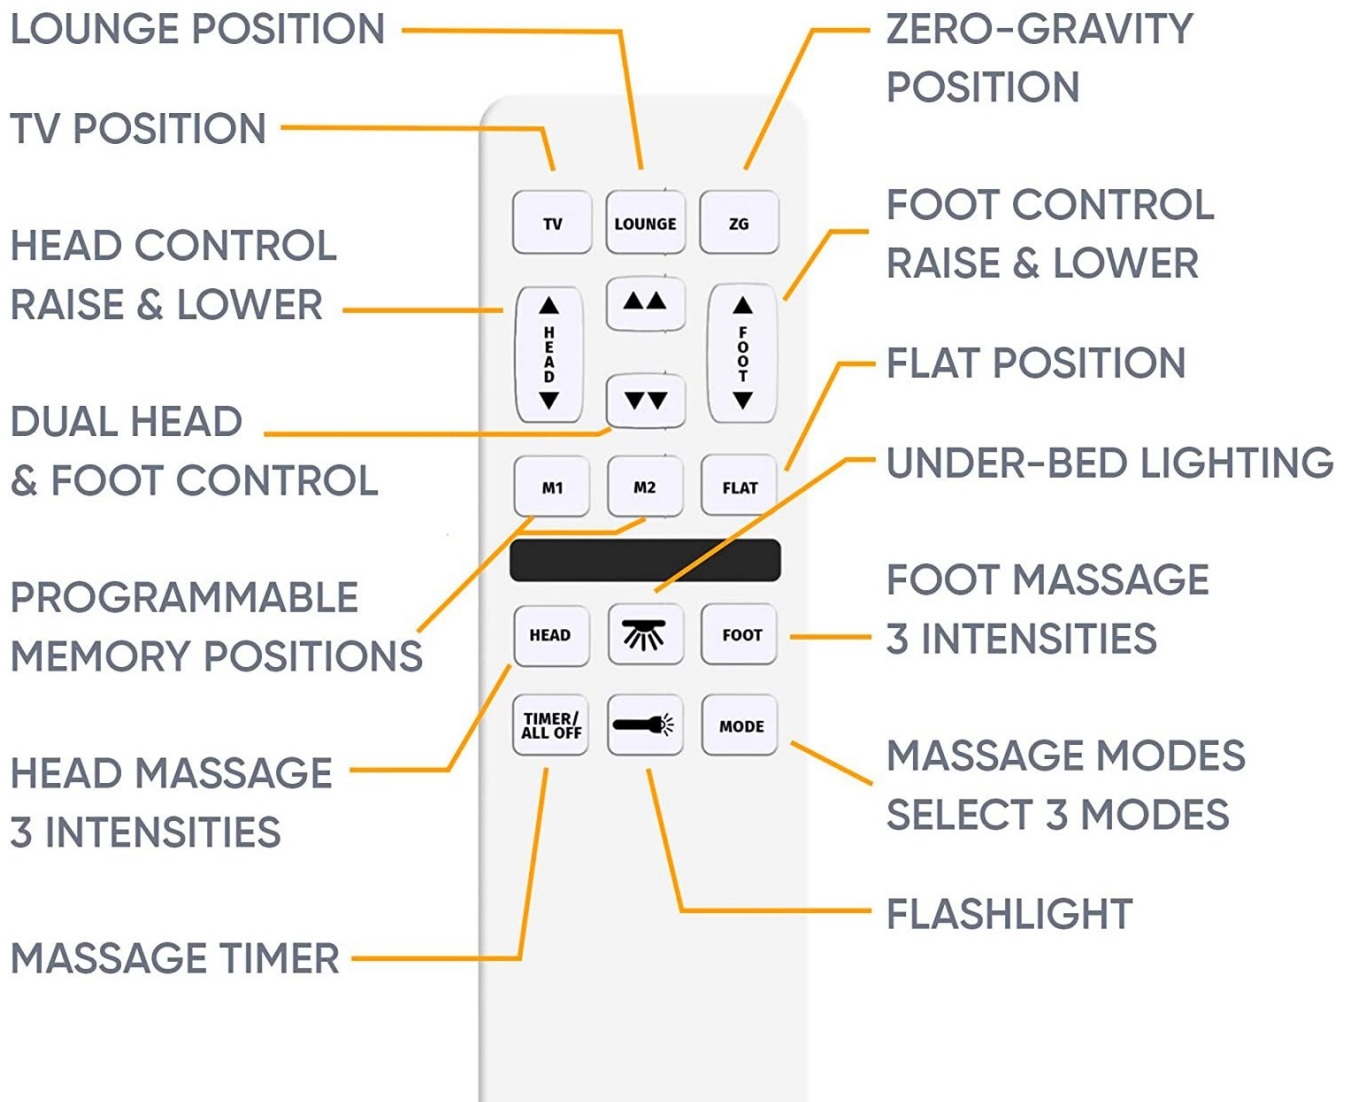 LOUNGE POSITION
ZERO-GRAVITY
POSITION
TV POSITION
TV
LOUNGE
ZG
HEAD CONTROL
RAISE & LOWER
FOOT CONTROL
RAISE & LOWER
HEAD
FOOT
FLAT POSITION
DUAL HEAD
& FOOT CONTROL
UNDER-BED LIGHTING
M1
M2
FLAT
PROGRAMMABLE
MEMORY POSITIONS
FOOT MASSAGE
3 INTENSITIES
HEAD
FOOT
TIMER/
ALL OFF
MODE
HEAD MASSAGE
3 INTENSITIES
MASSAGE MODES
SELECT 3 MODES
FLASHLIGHT
MASSAGE TIMER